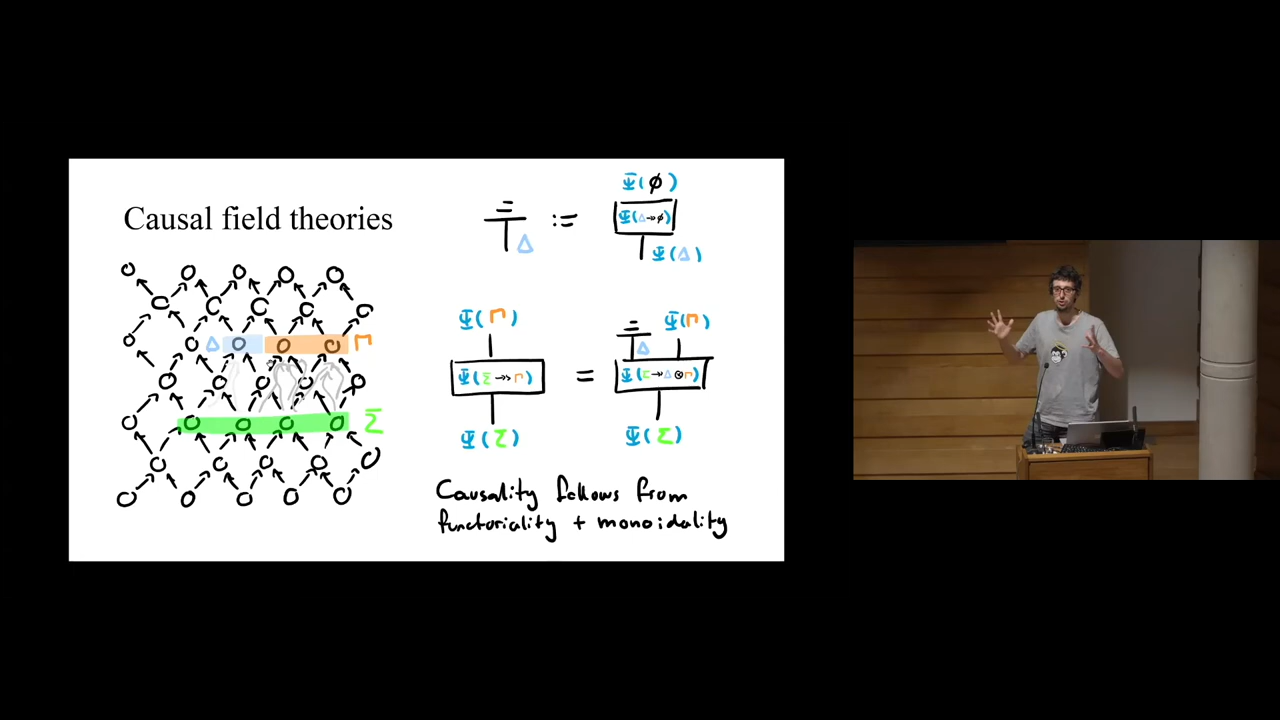 Causal field theories
Δ := Ψ(∅)
Ψ(Δ→∅)
Ψ(Δ)
Δ Γ
Σ
Ψ(Γ)
Ψ(Σ↠Γ)
Ψ(Σ)
=
Δ Ψ(Γ)
Ψ(Σ↠Δ⊗Γ)
Ψ(Σ)
Causality follows from
functoriality + monoidality